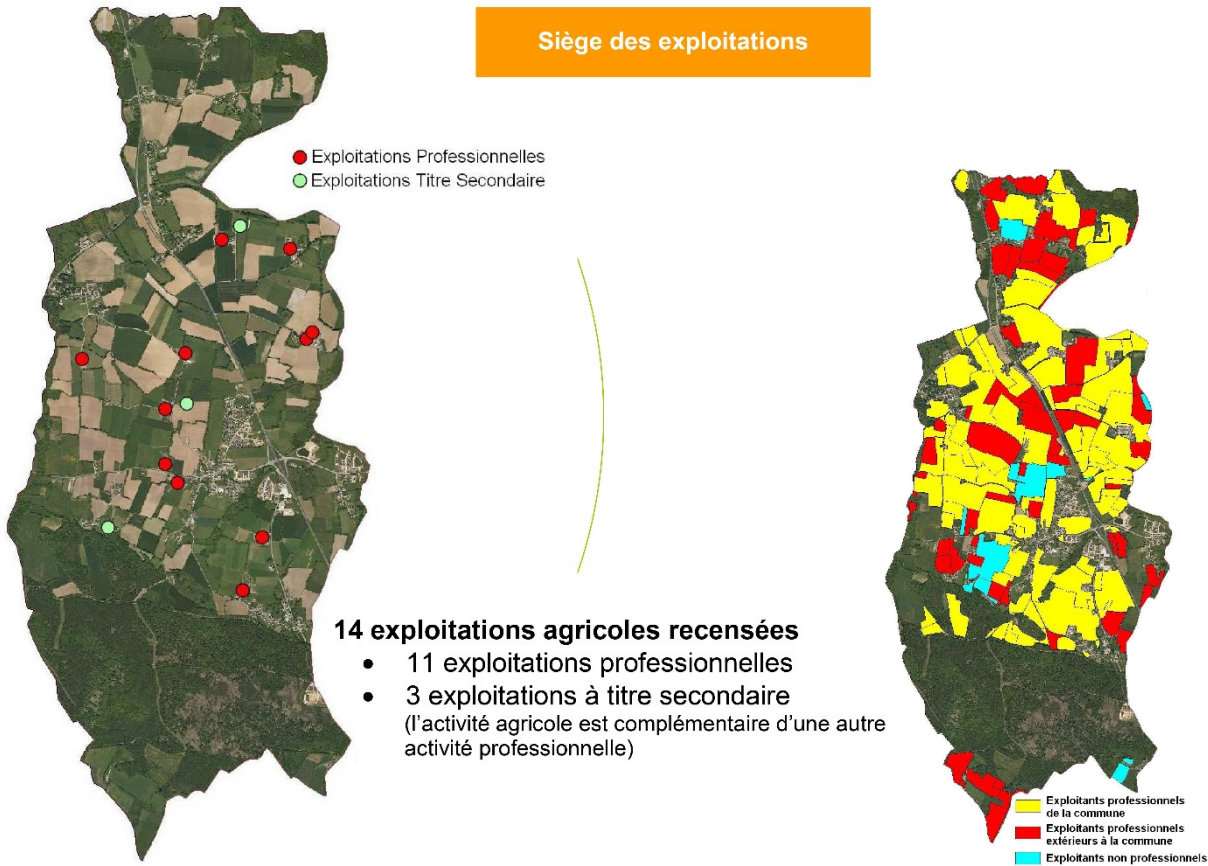 Siège des exploitations
Exploitations Professionnelles
Exploitations Titre Secondaire
14 exploitations agricoles recensées
• 11 exploitations professionnelles
• 3 exploitations à titre secondaire
(l'activité agricole est complémentaire d'une autre
activité professionnelle)
Exploitants professionnels
de la commune
Exploitants professionnels
extérieurs à la commune
Exploitants non professionnels